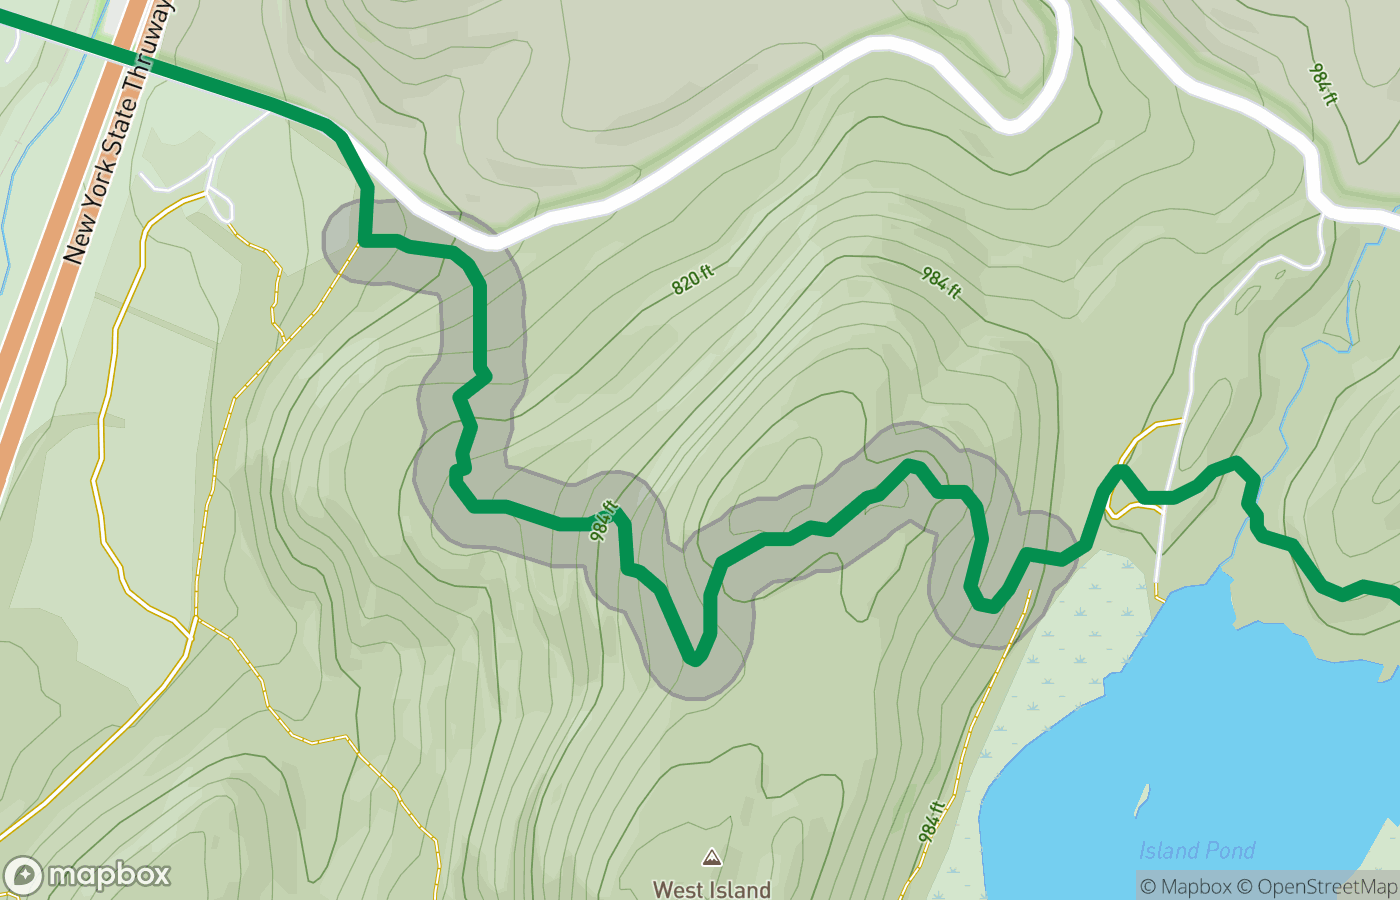 New York State Thruway
984 ft
820 ft
984 ft
984 ft
984 ft
Island Pond
West Island
mapbox
© Mapbox © OpenStreetMap